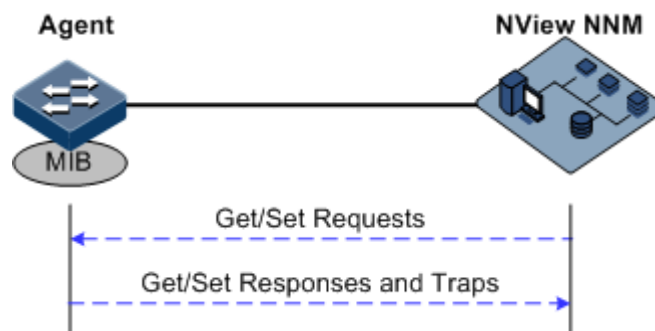 Agent
NView NNM
MIB
Get/Set Requests
Get/Set Responses and Traps